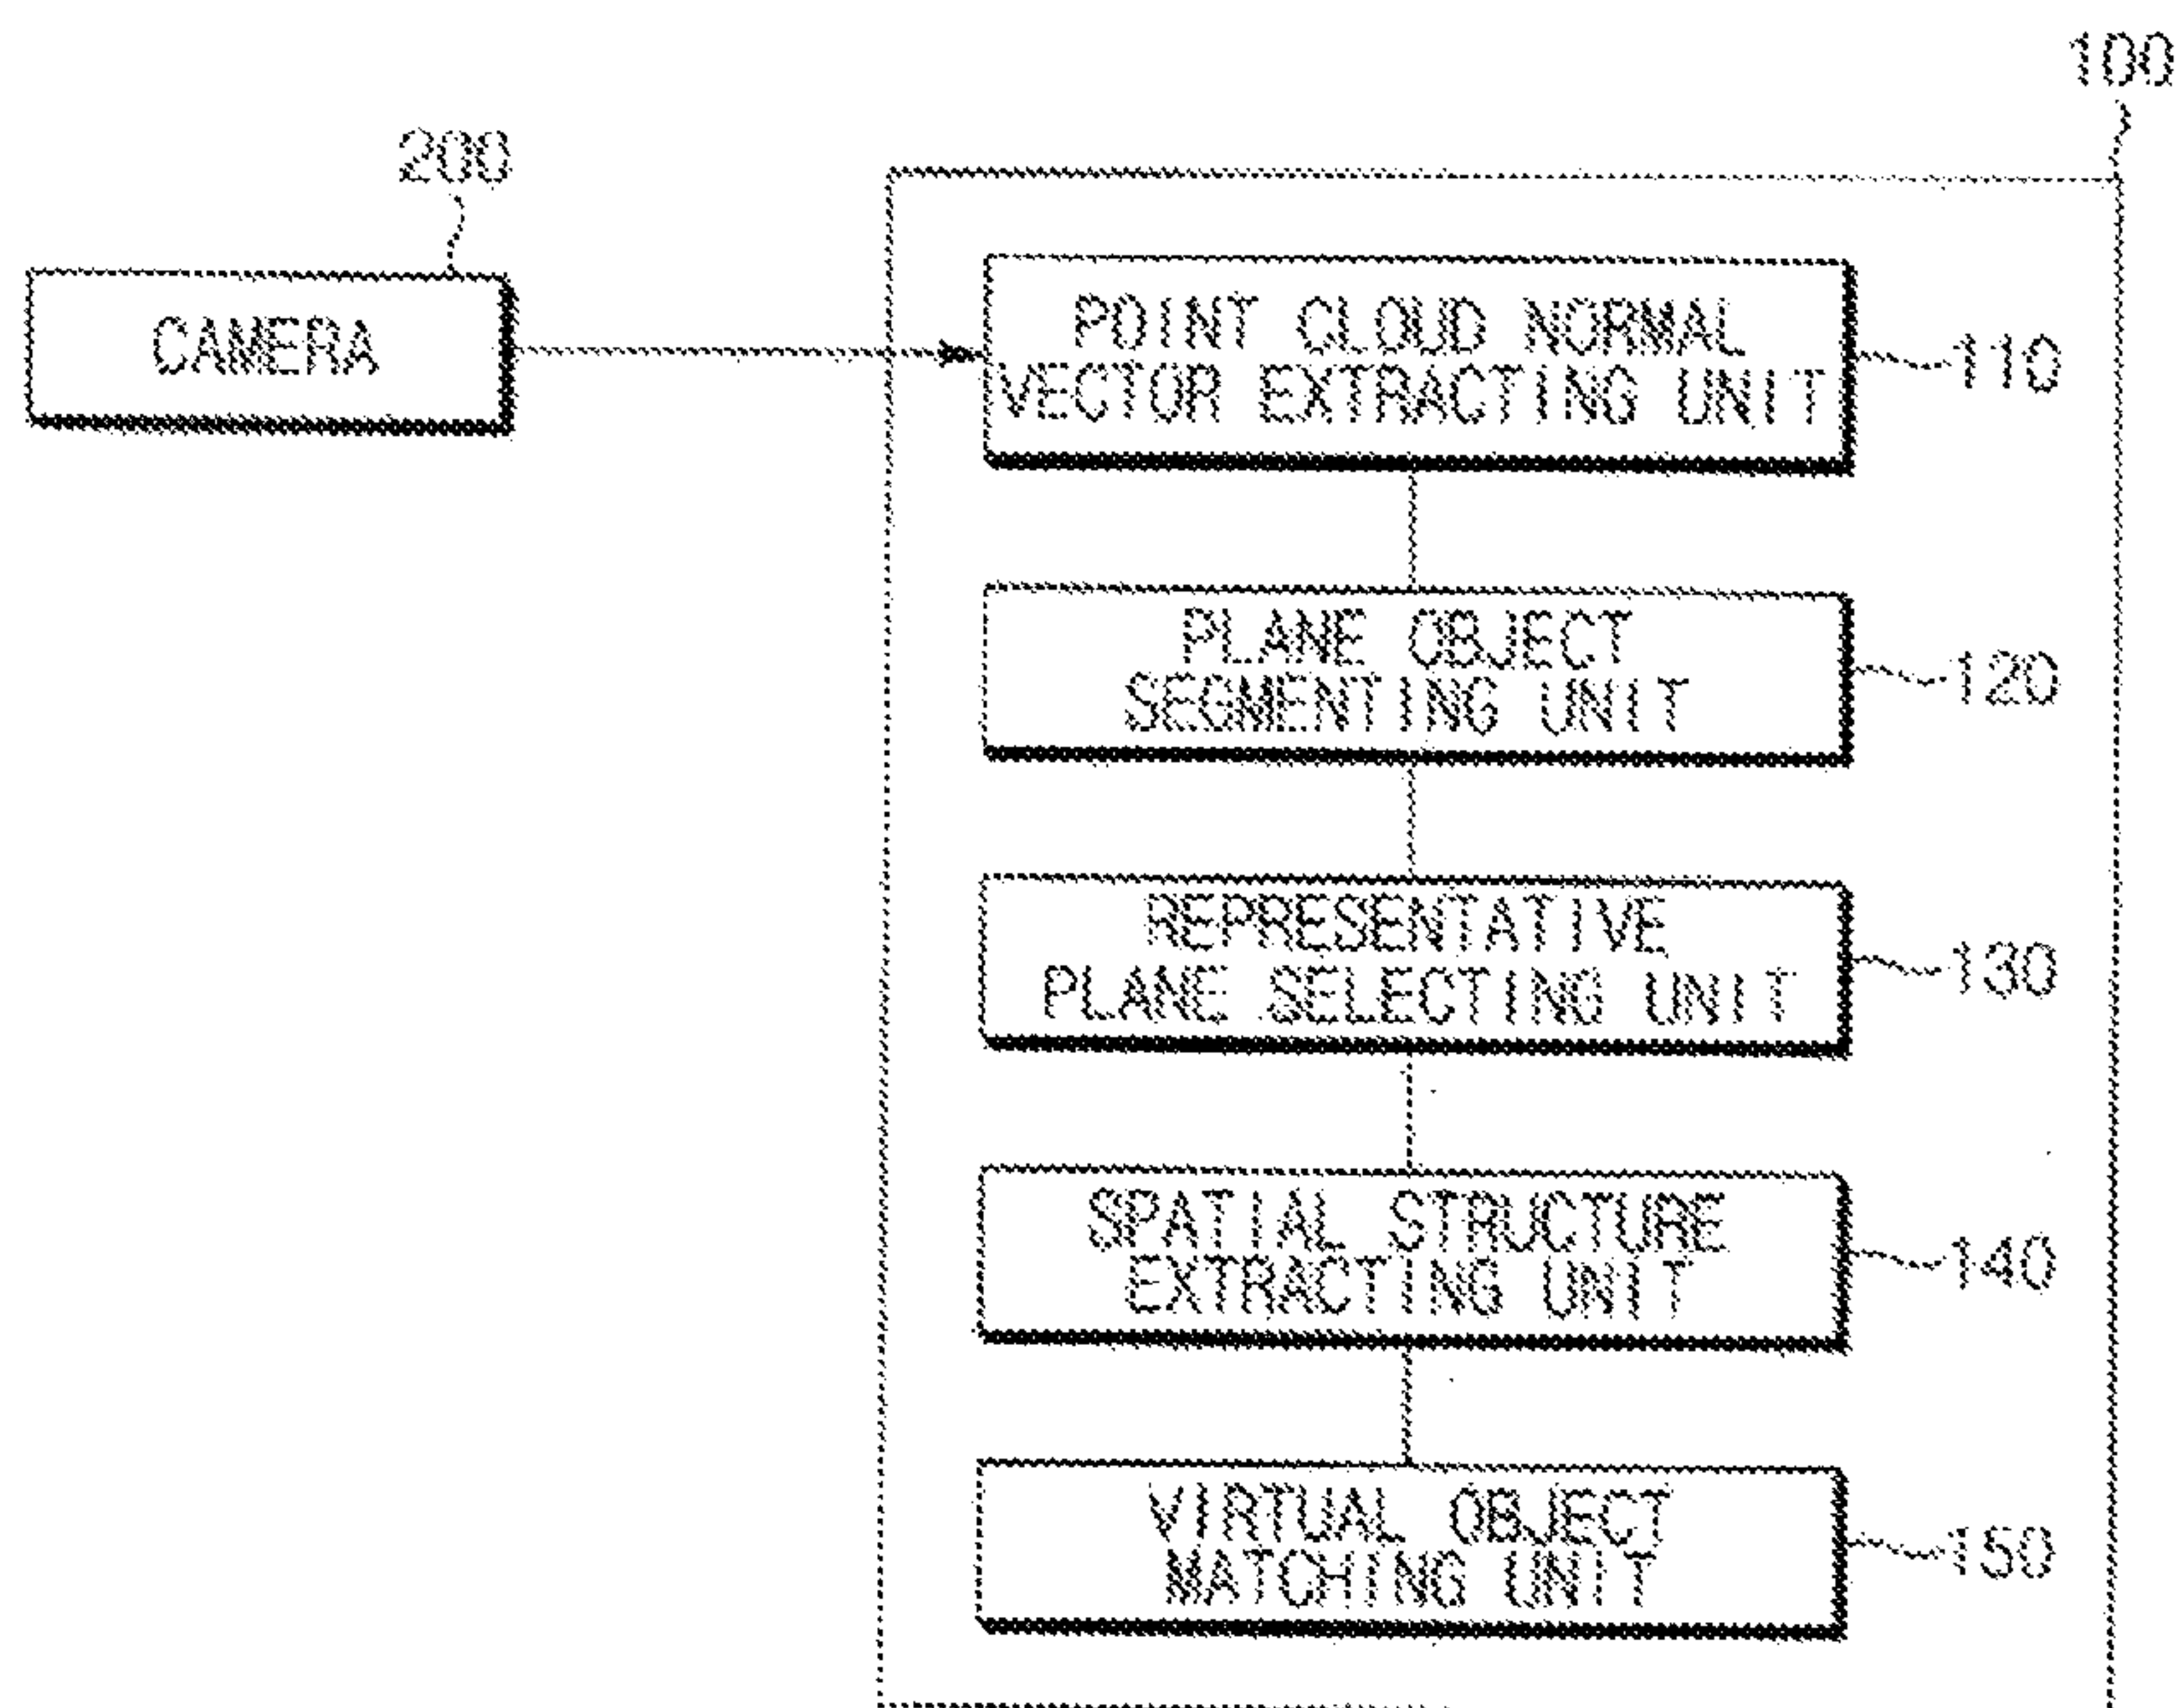 100
200
CAMERA
POINT CLOUD NORMAL
VECTOR EXTRACTING UNIT
110
PLANE OBJECT
SEGMENTING UNIT
120
REPRESENTATIVE
PLANE SELECTING UNIT
130
SPATIAL STRUCTURE
EXTRACTING UNIT
140
VIRTUAL OBJECT
MATCHING UNIT
150